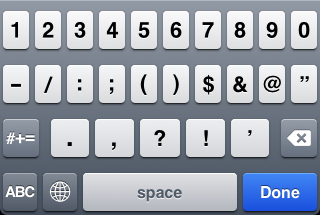 1 2 3 4 5 6 7 8 9 0
- / : ; ( ) $ & @ ”
#+= . , ? ! ’
ABC space Done